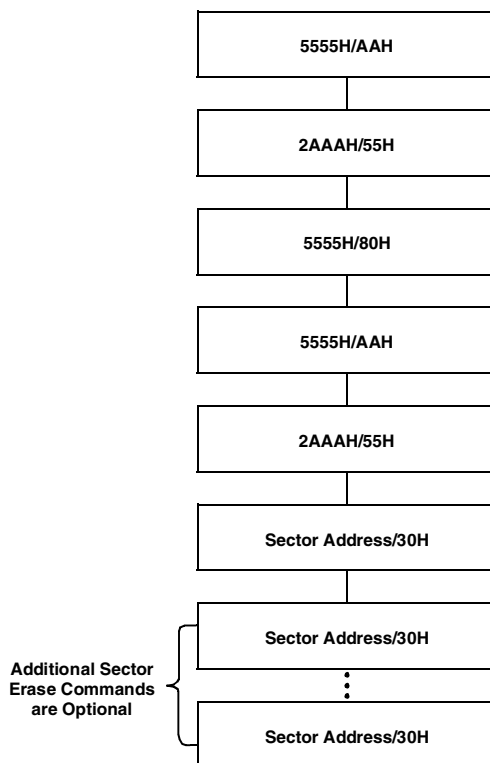 5555H/AAH
2AAAH/55H
5555H/80H
5555H/AAH
2AAAH/55H
Sector Address/30H
Sector Address/30H
Additional Sector
Erase Commands
are Optional
Sector Address/30H